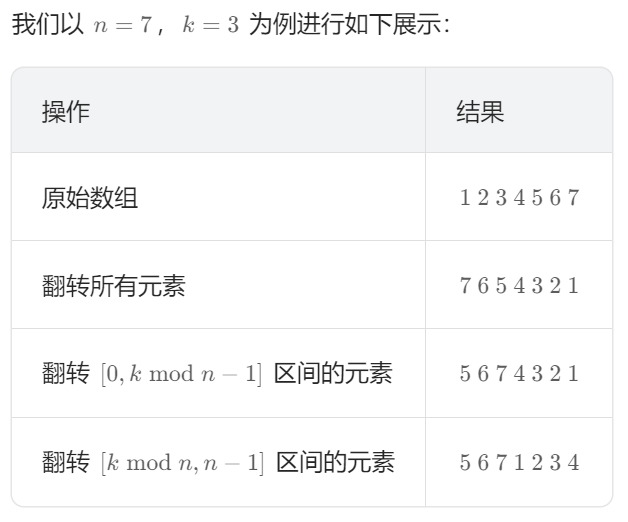 我们以 n = 7，k = 3 为例进行如下展示：
操作 结果
原始数组 1 2 3 4 5 6 7
翻转所有元素 7 6 5 4 3 2 1
翻转 [0, k mod n − 1] 区间的元素 5 6 7 4 3 2 1
翻转 [k mod n, n − 1] 区间的元素 5 6 7 1 2 3 4